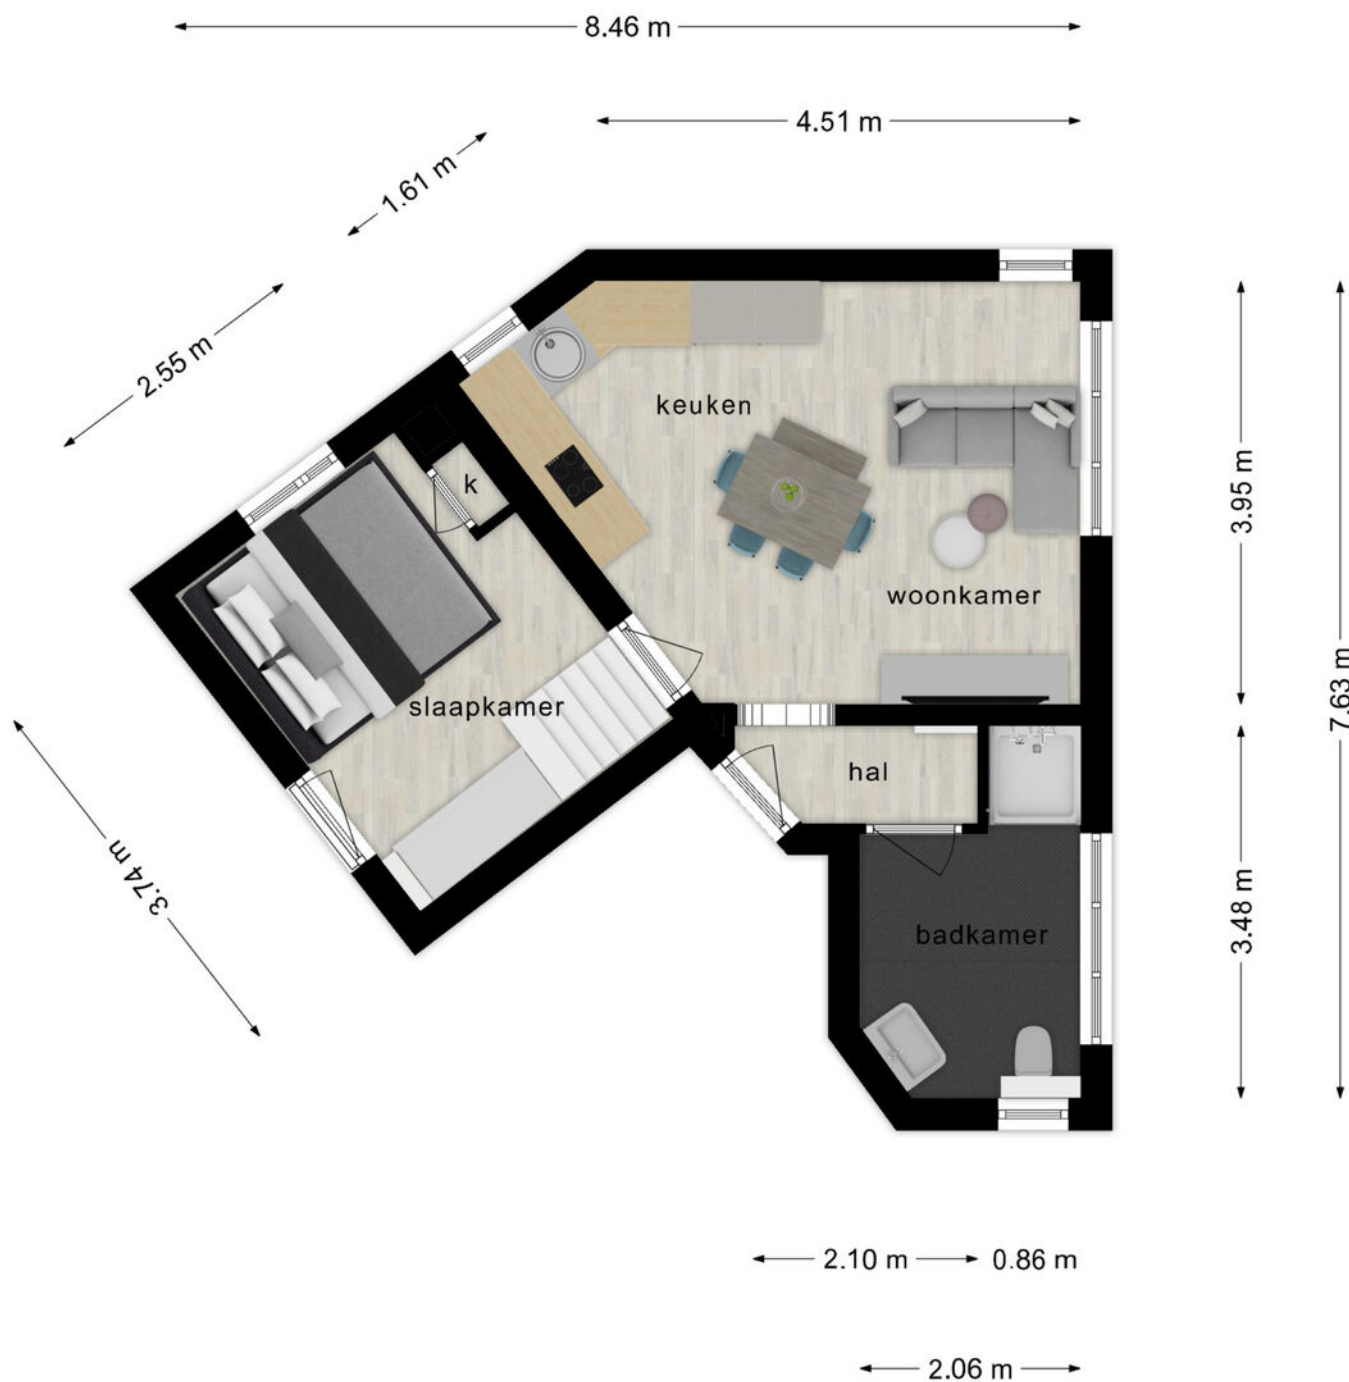 8.46 m
4.51 m
1.61 m
2.55 m
keuken
k
3.95 m
woonkamer
7.63 m
slaapkamer
hal
3.74 m
3.48 m
badkamer
2.10 m
0.86 m
2.06 m